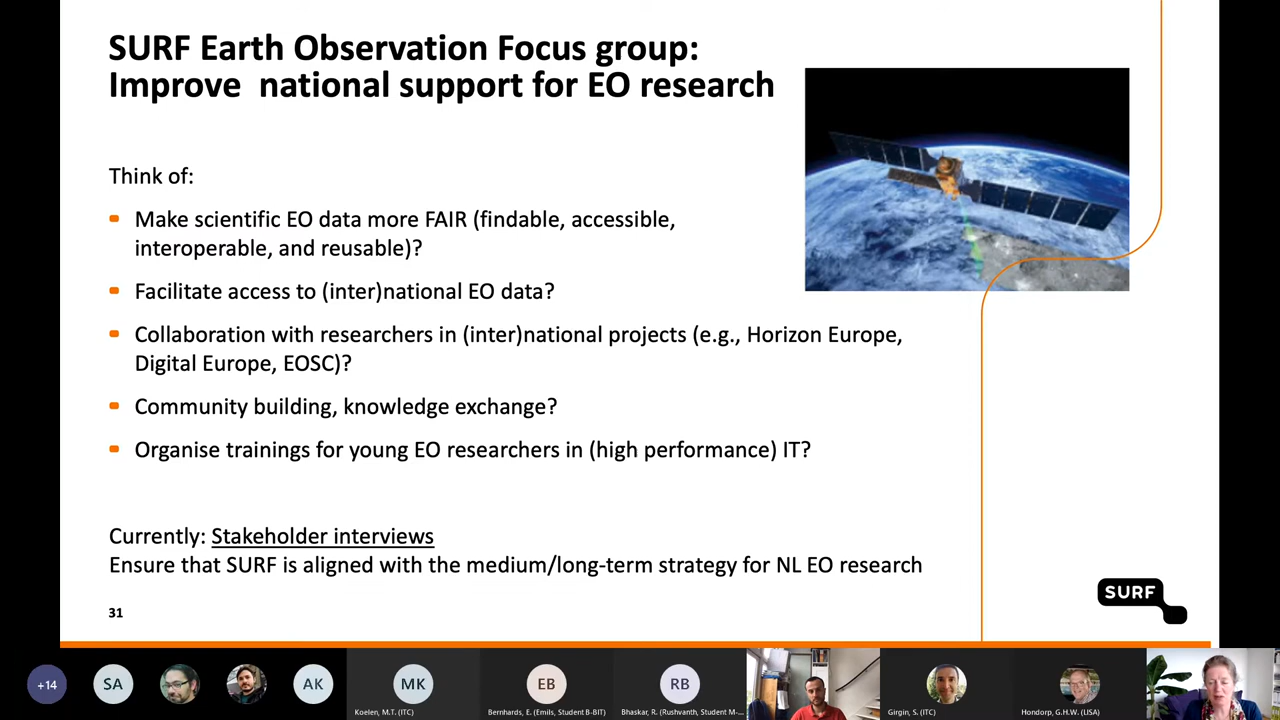 SURF Earth Observation Focus group:
Improve  national support for EO research
Think of:
Make scientific EO data more FAIR (findable, accessible,
interoperable, and reusable)?
Facilitate access to (inter)national EO data?
Collaboration with researchers in (inter)national projects (e.g., Horizon Europe,
Digital Europe, EOSC)?
Community building, knowledge exchange?
Organise trainings for young EO researchers in (high performance) IT?
Currently: Stakeholder interviews
Ensure that SURF is aligned with the medium/long-term strategy for NL EO research
31
SURF
+14
SA
AK
MK
EB
RB
Koelen, M.T. (ITC)
Bernhards, E. (Emils, Student B-BIT)
Bhaskar, R. (Rushvanth, Student M-...
Girgin, S. (ITC)
Hondorp, G.H.W. (LISA)